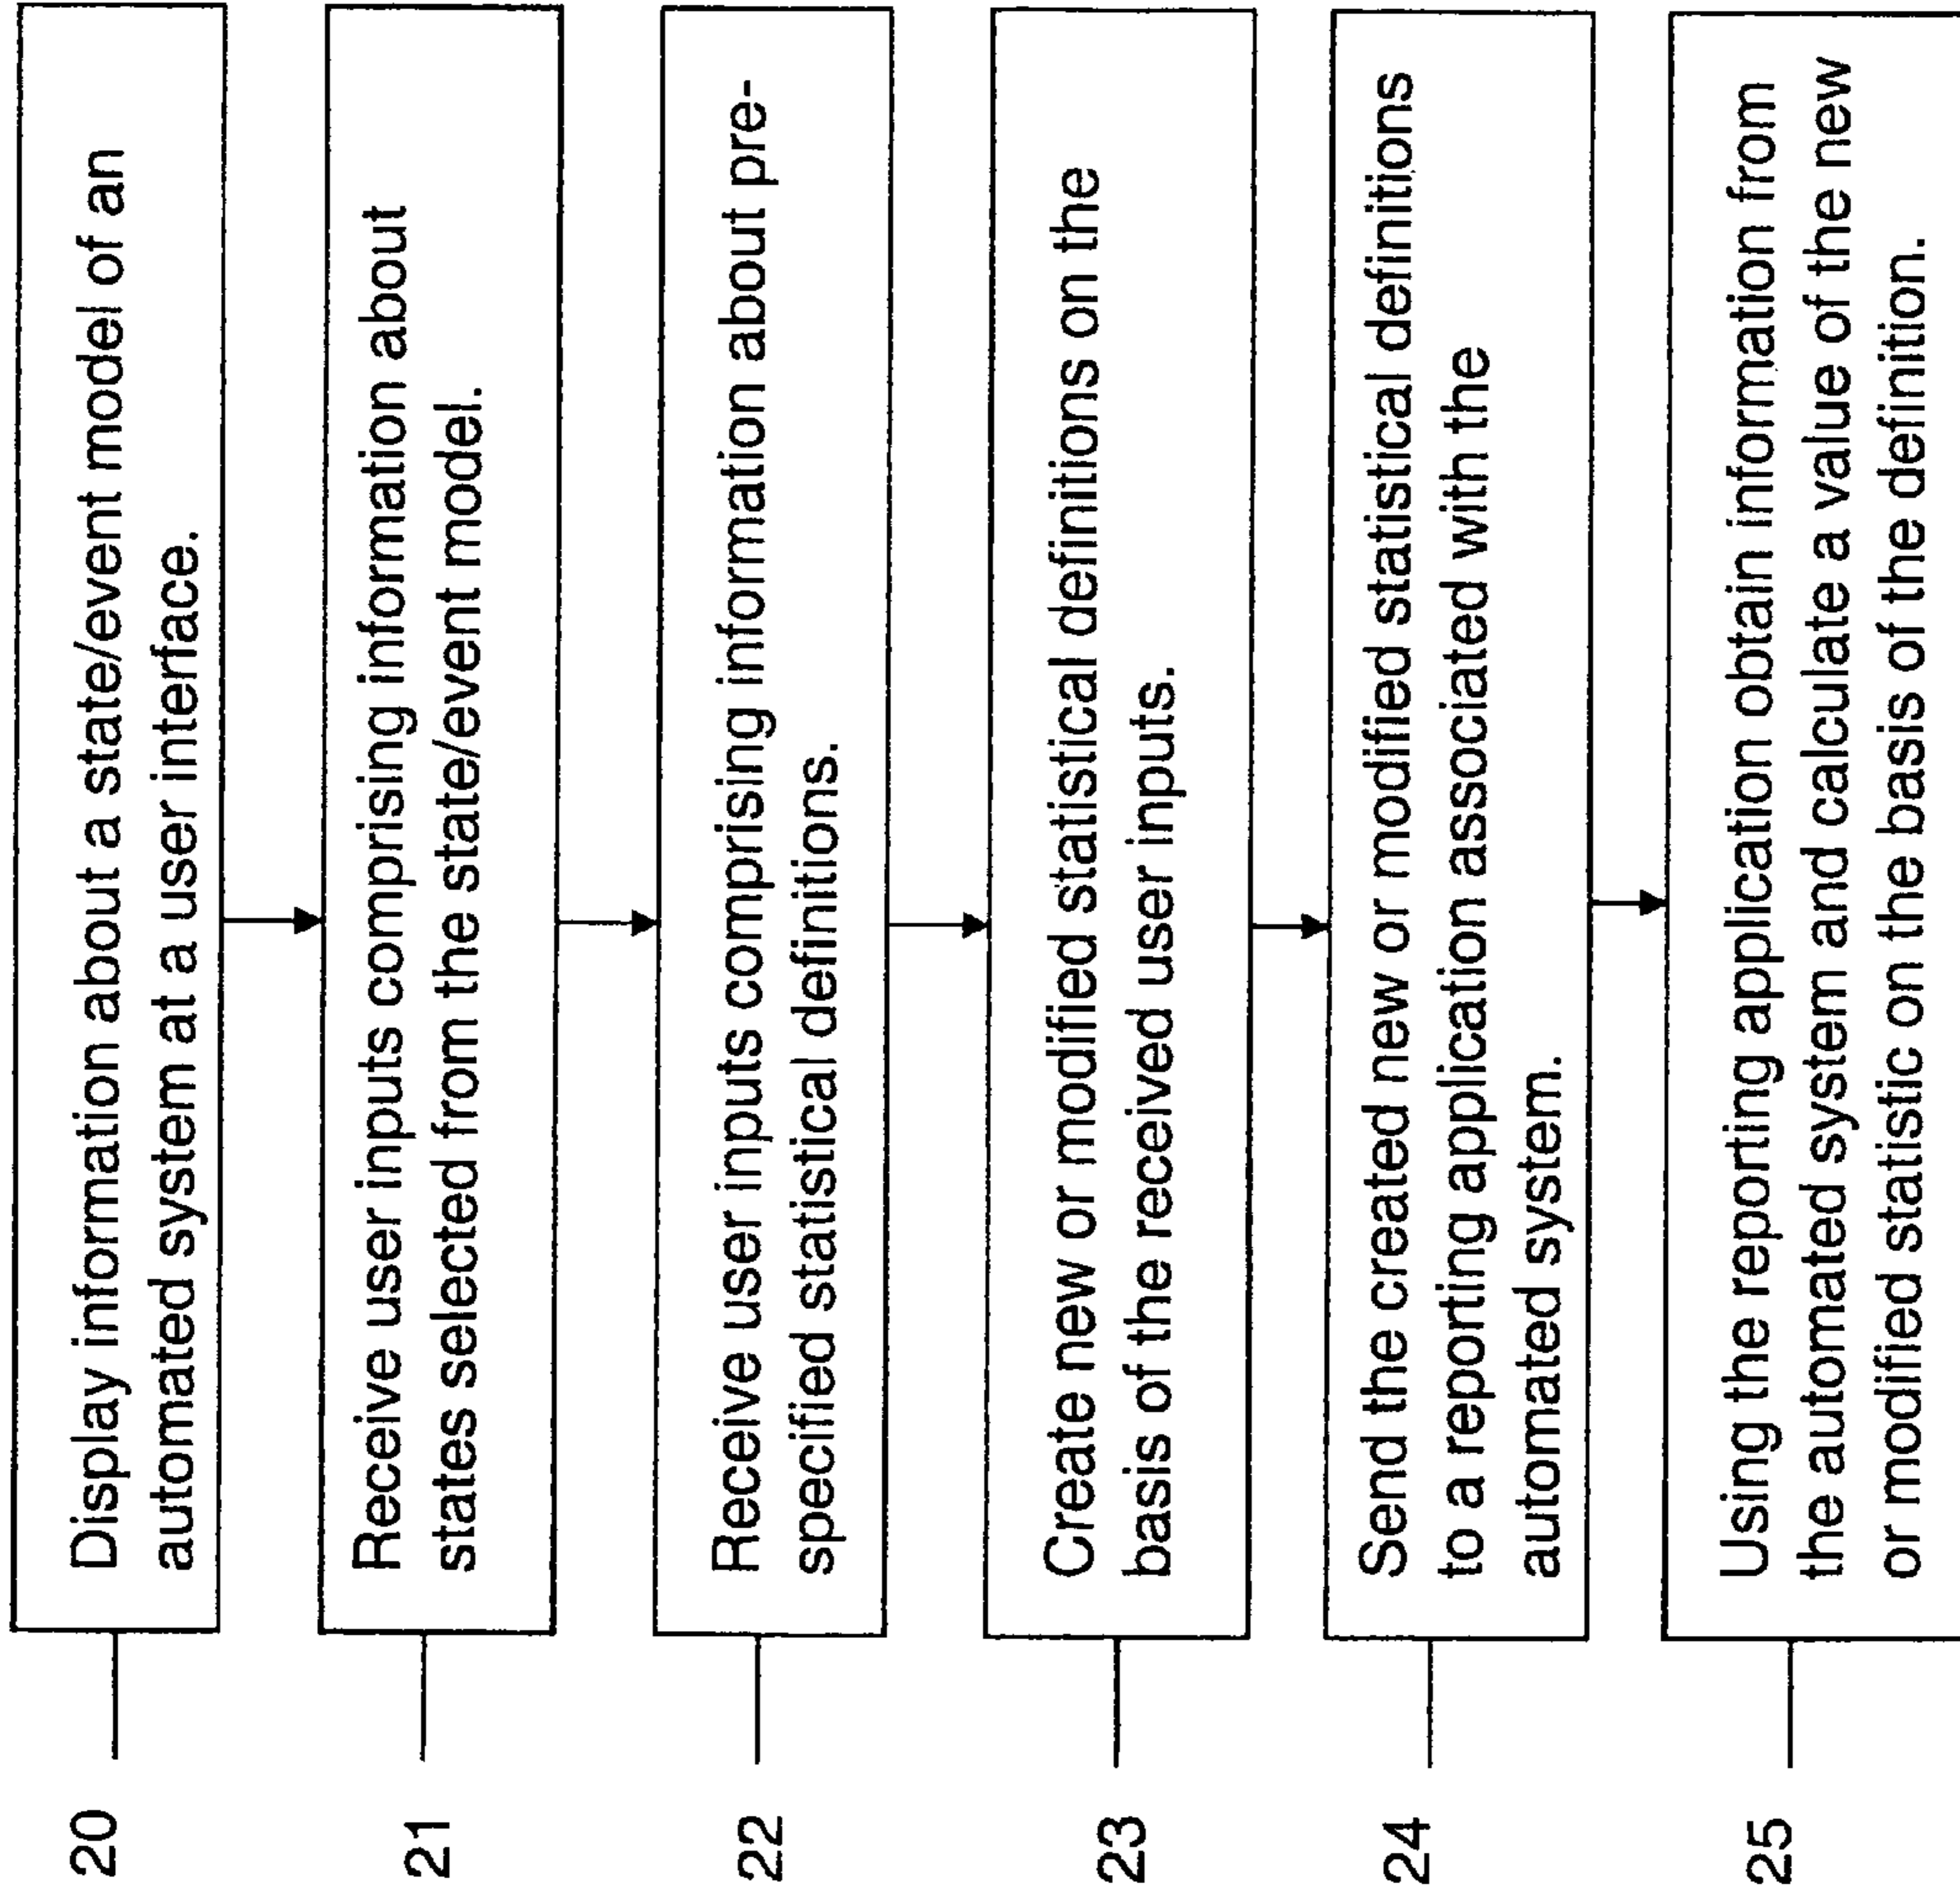 20
Display information about a state/event model of an
automated system at a user interface.
21
Receive user inputs comprising information about
states selected from the state/event model.
22
Receive user inputs comprising information about pre-
specified statistical definitions.
23
Create new or modified statistical definitions on the
basis of the received user inputs.
24
Send the created new or modified statistical definitions
to a reporting application associated with the
automated system.
25
Using the reporting application obtain information from
the automated system and calculate a value of the new
or modified statistic on the basis of the definition.